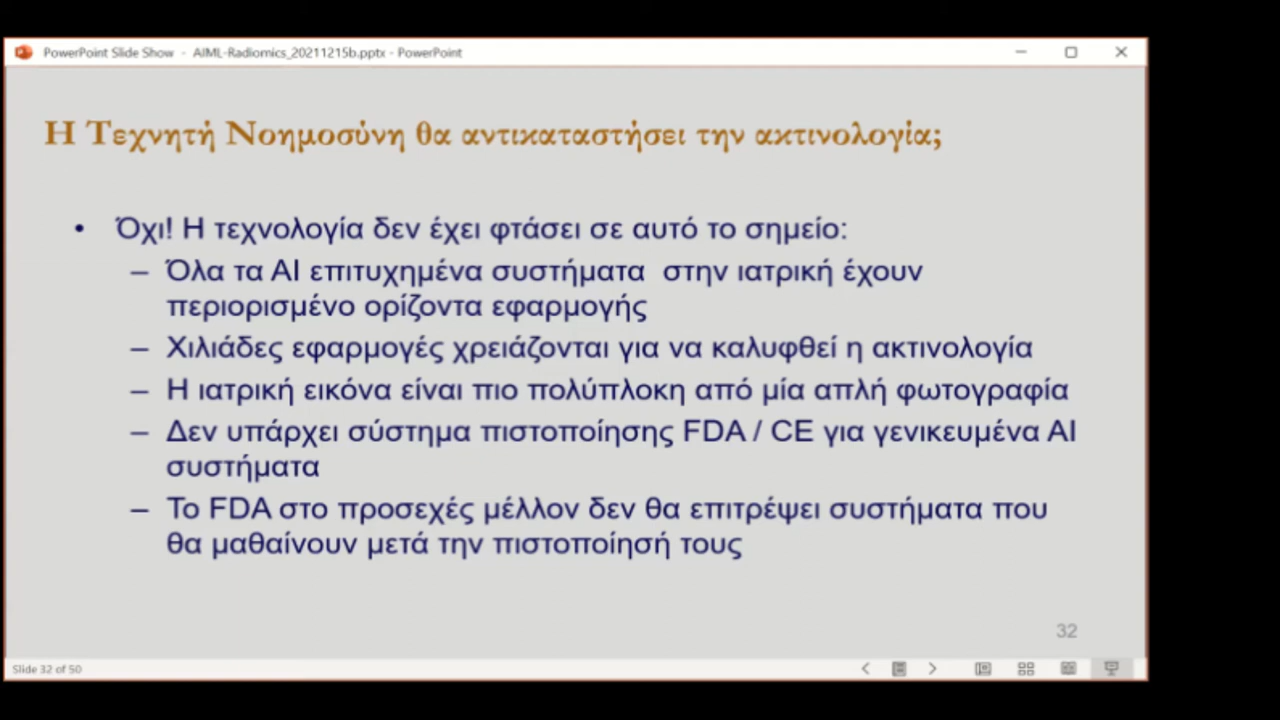 PowerPoint Slide Show - AIML-Radiomics_20211215b.pptx - PowerPoint
Η Τεχνητή Νοημοσύνη θα αντικαταστήσει την ακτινολογία;
• Όχι! Η τεχνολογία δεν έχει φτάσει σε αυτό το σημείο:
– Όλα τα AI επιτυχημένα συστήματα στην ιατρική έχουν
περιορισμένο ορίζοντα εφαρμογής
– Χιλιάδες εφαρμογές χρειάζονται για να καλυφθεί η ακτινολογία
– Η ιατρική εικόνα είναι πιο πολύπλοκη από μία απλή φωτογραφία
– Δεν υπάρχει σύστημα πιστοποίησης FDA / CE για γενικευμένα AI
συστήματα
– Το FDA στο προσεχές μέλλον δεν θα επιτρέψει συστήματα που
θα μαθαίνουν μετά την πιστοποίησή τους
32
Slide 32 of 50